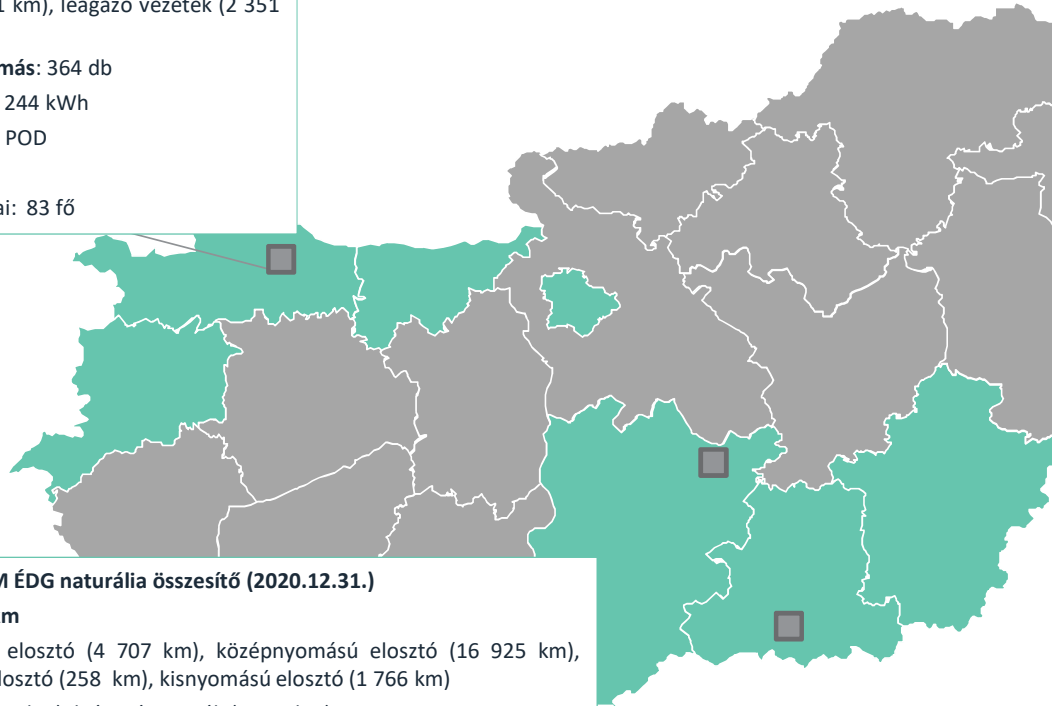 km), leágazó vezeték (2 351
más: 364 db
244 kWh
POD
ai: 83 fő
ÉDG naturália összesítő (2020.12.31.)
elosztó (4 707 km), középnyomású elosztó (16 925 km),
losztó (258 km), kisnyomású elosztó (1 766 km)